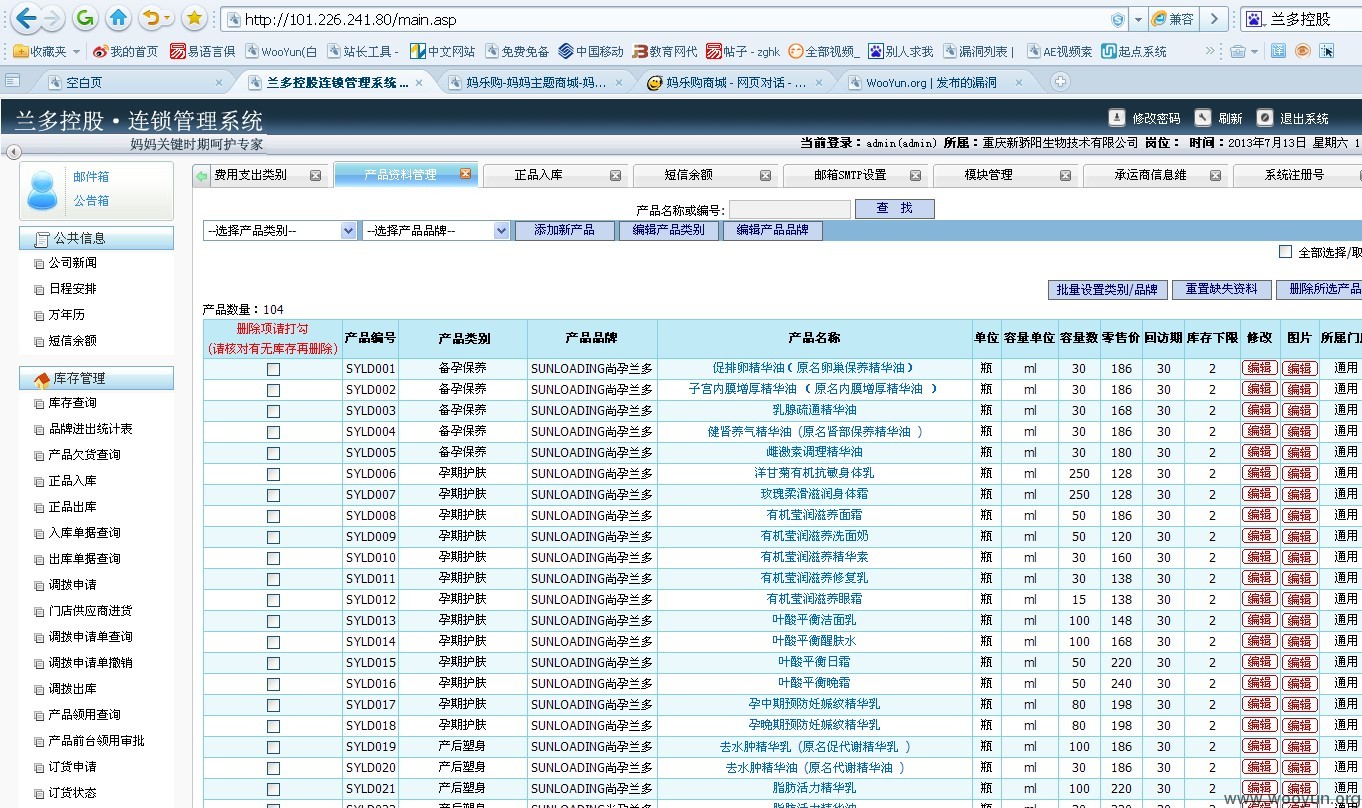 http://101.226.241.80/main.asp 兼容 兰多控股
收藏夹 我的首页 易语言俱 WooYun(白 站长工具 - 中文网站 免费免备 中国移动 教育网代 帖子 - zghk 全部视频_ 别人求我 漏洞列表 | AE视频素 起点系统
空白页 兰多控股连锁管理系统... 妈乐购-妈妈主题商城-妈... 妈乐购商城 - 网页对话 - ... WooYun.org | 发布的漏洞
兰多控股·连锁管理系统 修改密码 刷新 退出系统
妈妈关键时期呵护专家 当前登录：admin(admin) 所属：重庆新骄阳生物技术有限公司 岗位： 时间：2013年7月13日 星期六 1
邮件箱
公告箱
费用支出类别 产品资料管理 正品入库 短信余额 邮箱SMTP设置 模块管理 承运商信息维 系统注册号
产品名称或编号： 查 找
--选择产品类别-- --选择产品品牌-- 添加新产品 编辑产品类别 编辑产品品牌
全部选择/取
批量设置类别/品牌 重置缺失资料 删除所选产品
公共信息
公司新闻
日程安排
万年历
短信余额
库存管理
库存查询
品牌进出统计表
产品欠货查询
正品入库
正品出库
入库单据查询
出库单据查询
调拨申请
门店供应商进货
调拨申请单查询
调拨申请单撤销
调拨出库
产品领用查询
产品前台领用审批
订货申请
订货状态
产品数量：104
删除项请打勾 (请核对有无库存再删除) 产品编号 产品类别 产品品牌 产品名称 单位 容量单位 容量数 零售价 回访期 库存下限 修改 图片 所属门
SYLD001 备孕保养 SUNLOADING尚孕兰多 促排卵精华油（原名卵巢保养精华油） 瓶 ml 30 186 30 2 编辑 编辑 通用
SYLD002 备孕保养 SUNLOADING尚孕兰多 子宫内膜增厚精华油 （原名内膜增厚精华油 ） 瓶 ml 30 186 30 2 编辑 编辑 通用
SYLD003 备孕保养 SUNLOADING尚孕兰多 乳腺疏通精华油 瓶 ml 30 168 30 2 编辑 编辑 通用
SYLD004 备孕保养 SUNLOADING尚孕兰多 健肾养气精华油（原名肾部保养精华油 ） 瓶 ml 30 186 30 2 编辑 编辑 通用
SYLD005 备孕保养 SUNLOADING尚孕兰多 雌激素调理精华油 瓶 ml 30 180 30 2 编辑 编辑 通用
SYLD006 孕期护肤 SUNLOADING尚孕兰多 洋甘菊有机抗敏身体乳 瓶 ml 250 128 30 2 编辑 编辑 通用
SYLD007 孕期护肤 SUNLOADING尚孕兰多 玫瑰柔滑滋润身体霜 瓶 ml 250 128 30 2 编辑 编辑 通用
SYLD008 孕期护肤 SUNLOADING尚孕兰多 有机莹润滋养面霜 瓶 ml 50 186 30 2 编辑 编辑 通用
SYLD009 孕期护肤 SUNLOADING尚孕兰多 有机莹润滋养洗面奶 瓶 ml 50 120 30 2 编辑 编辑 通用
SYLD010 孕期护肤 SUNLOADING尚孕兰多 有机莹润滋养精华素 瓶 ml 30 160 30 2 编辑 编辑 通用
SYLD011 孕期护肤 SUNLOADING尚孕兰多 有机莹润滋养修复乳 瓶 ml 30 138 30 2 编辑 编辑 通用
SYLD012 孕期护肤 SUNLOADING尚孕兰多 有机莹润滋养眼霜 瓶 ml 15 138 30 2 编辑 编辑 通用
SYLD013 孕期护肤 SUNLOADING尚孕兰多 叶酸平衡洁面乳 瓶 ml 100 148 30 2 编辑 编辑 通用
SYLD014 孕期护肤 SUNLOADING尚孕兰多 叶酸平衡醒肤水 瓶 ml 100 168 30 2 编辑 编辑 通用
SYLD015 孕期护肤 SUNLOADING尚孕兰多 叶酸平衡日霜 瓶 ml 50 220 30 2 编辑 编辑 通用
SYLD016 孕期护肤 SUNLOADING尚孕兰多 叶酸平衡晚霜 瓶 ml 50 240 30 2 编辑 编辑 通用
SYLD017 孕期护肤 SUNLOADING尚孕兰多 孕中期预防妊娠纹精华乳 瓶 ml 80 198 30 2 编辑 编辑 通用
SYLD018 孕期护肤 SUNLOADING尚孕兰多 孕晚期预防妊娠纹精华乳 瓶 ml 80 198 30 2 编辑 编辑 通用
SYLD019 产后塑身 SUNLOADING尚孕兰多 去水肿精华乳（原名促代谢精华乳 ） 瓶 ml 100 186 30 2 编辑 编辑 通用
SYLD020 产后塑身 SUNLOADING尚孕兰多 去水肿精华油（原名代谢精华油 ） 瓶 ml 30 186 30 2 编辑 编辑 通用
SYLD021 产后塑身 SUNLOADING尚孕兰多 脂肪活力精华乳 瓶 ml 100 220 30 2 编辑 编辑 通用
www.wooyun.org